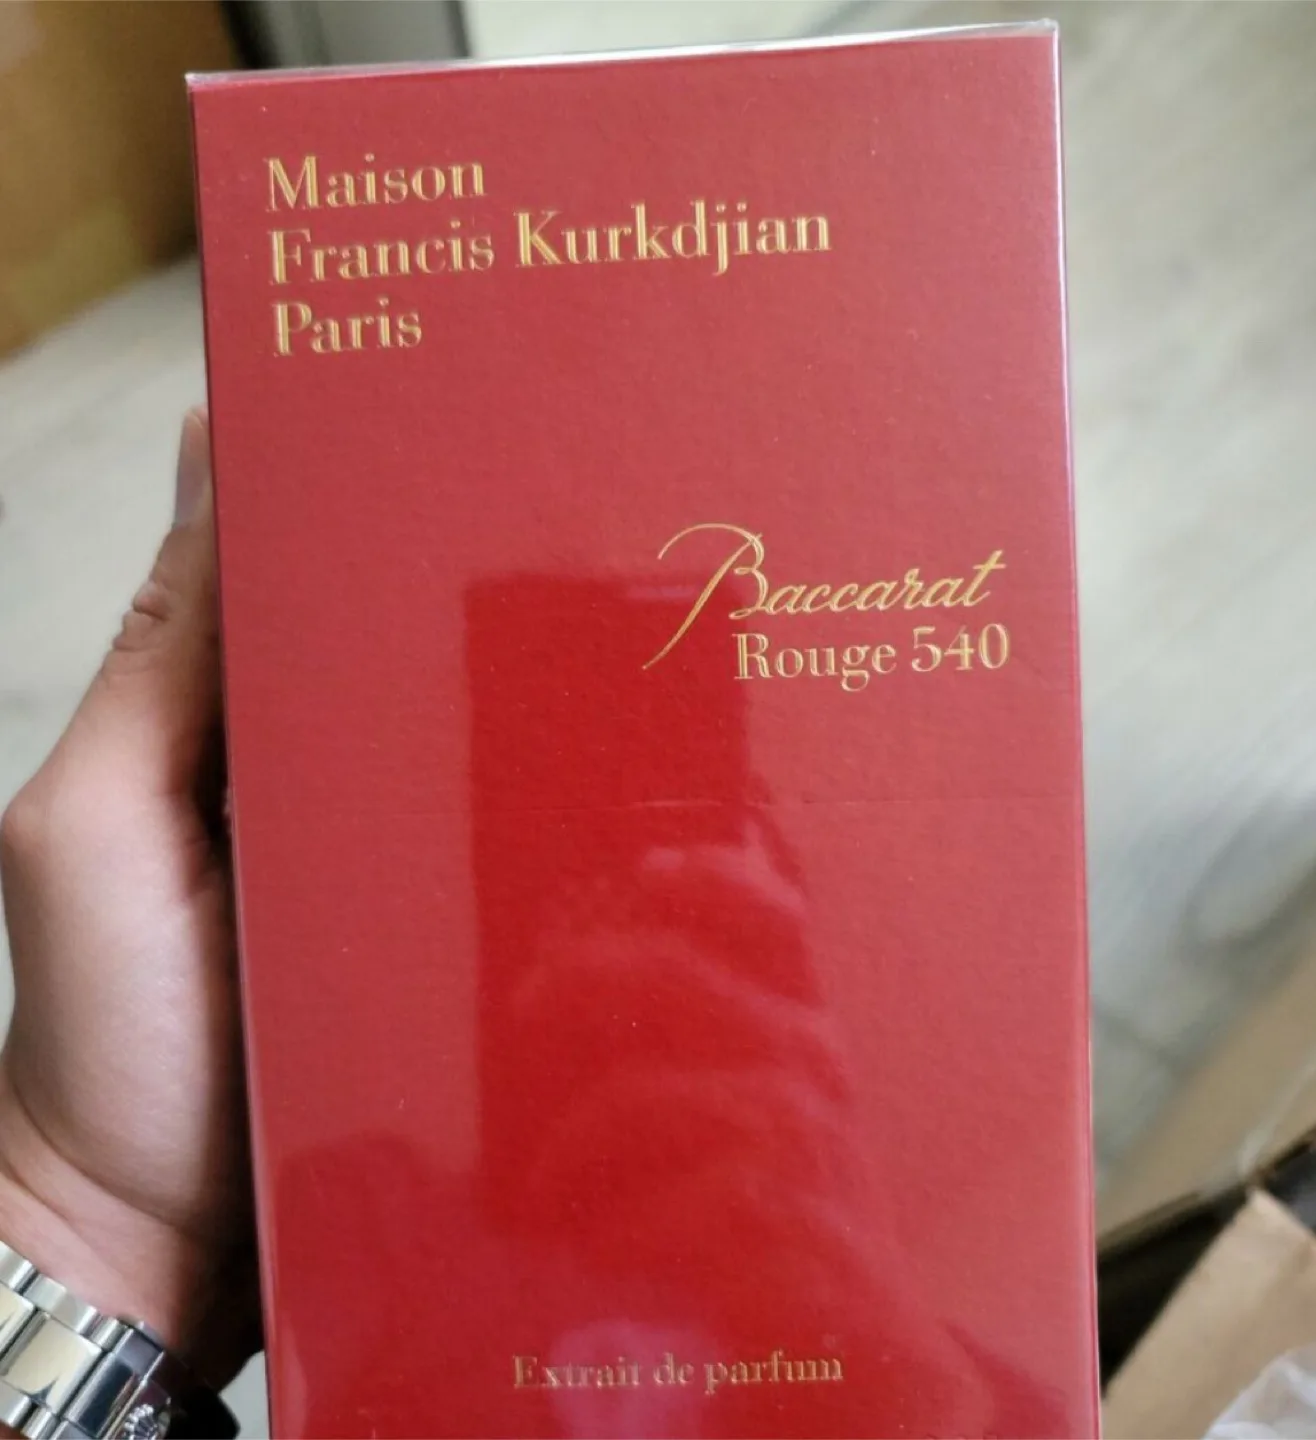 Maison
Francis Kurkdjian
Paris
Baccarat
Rouge 540
Extrait de parfum